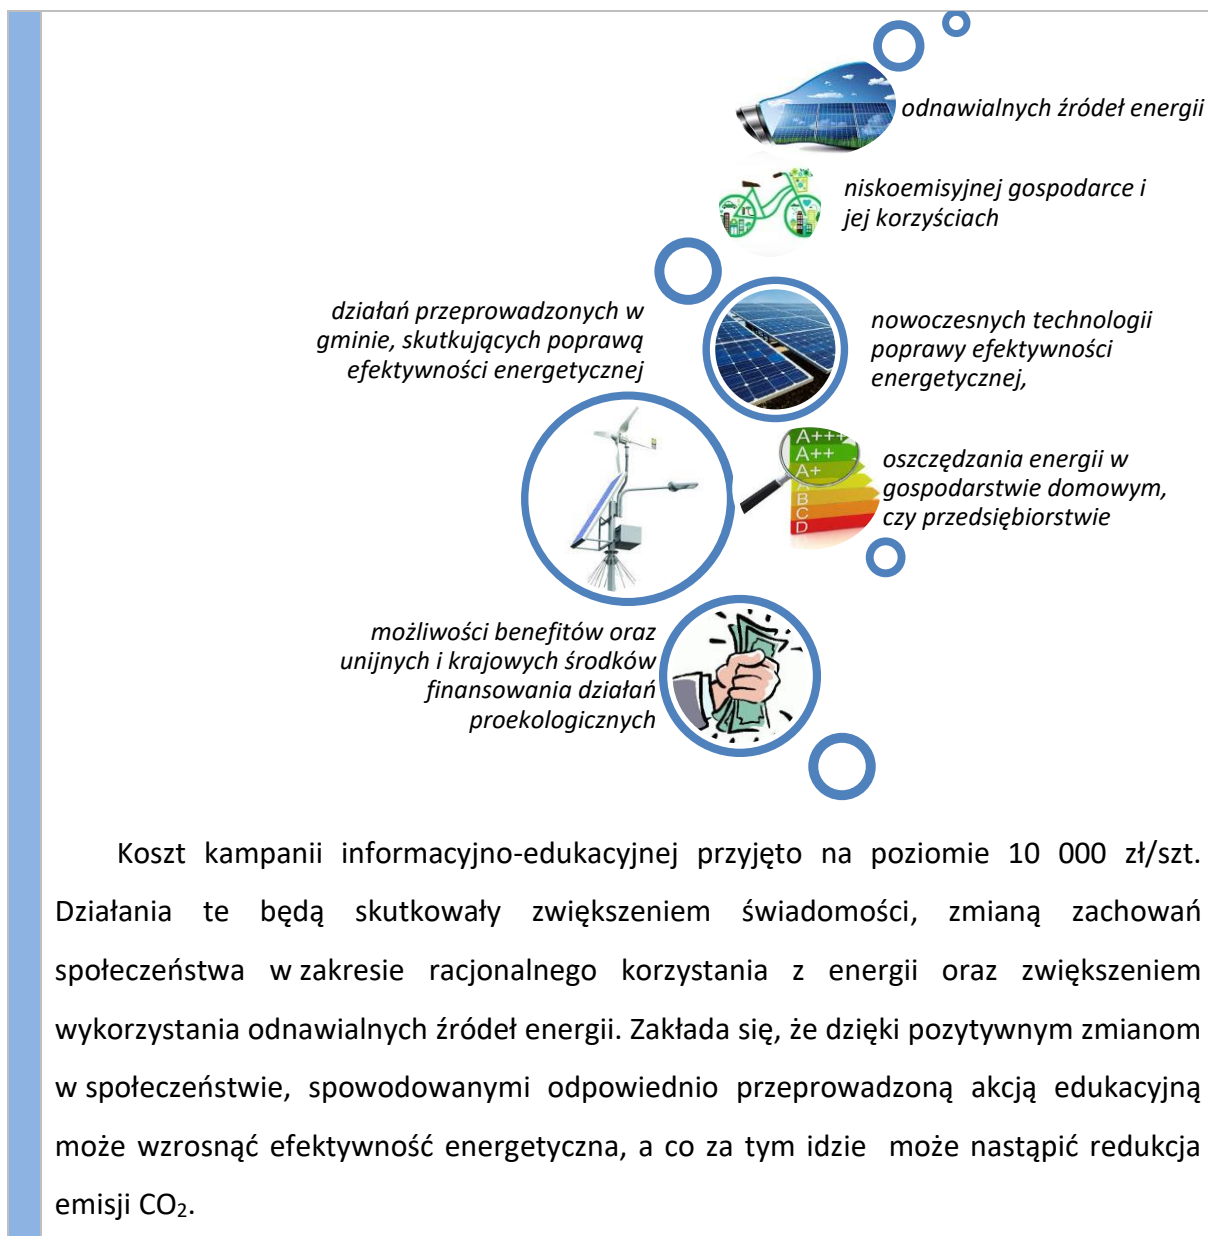 odnawialnych źródeł energii
niskoemisyjnej gospodarce i
jej korzyściach
działań przeprowadzonych w
gminie, skutkujących poprawą
efektywności energetycznej
nowoczesnych technologii
poprawy efektywności
energetycznej,
A+++
A++
A+
A
B
C
D
oszczędzania energii w
gospodarstwie domowym,
czy przedsiębiorstwie
możliwości benefitów oraz
unijnych i krajowych środków
finansowania działań
proekologicznych
Koszt kampanii informacyjno-edukacyjnej przyjęto na poziomie 10 000 zł/szt.
Działania te będą skutkowały zwiększeniem świadomości, zmianą zachowań
społeczeństwa w zakresie racjonalnego korzystania z energii oraz zwiększeniem
wykorzystania odnawialnych źródeł energii. Zakłada się, że dzięki pozytywnym zmianom
w społeczeństwie, spowodowanymi odpowiednio przeprowadzoną akcją edukacyjną
może wzrosnąć efektywność energetyczna, a co za tym idzie  może nastąpić redukcja
emisji CO₂.